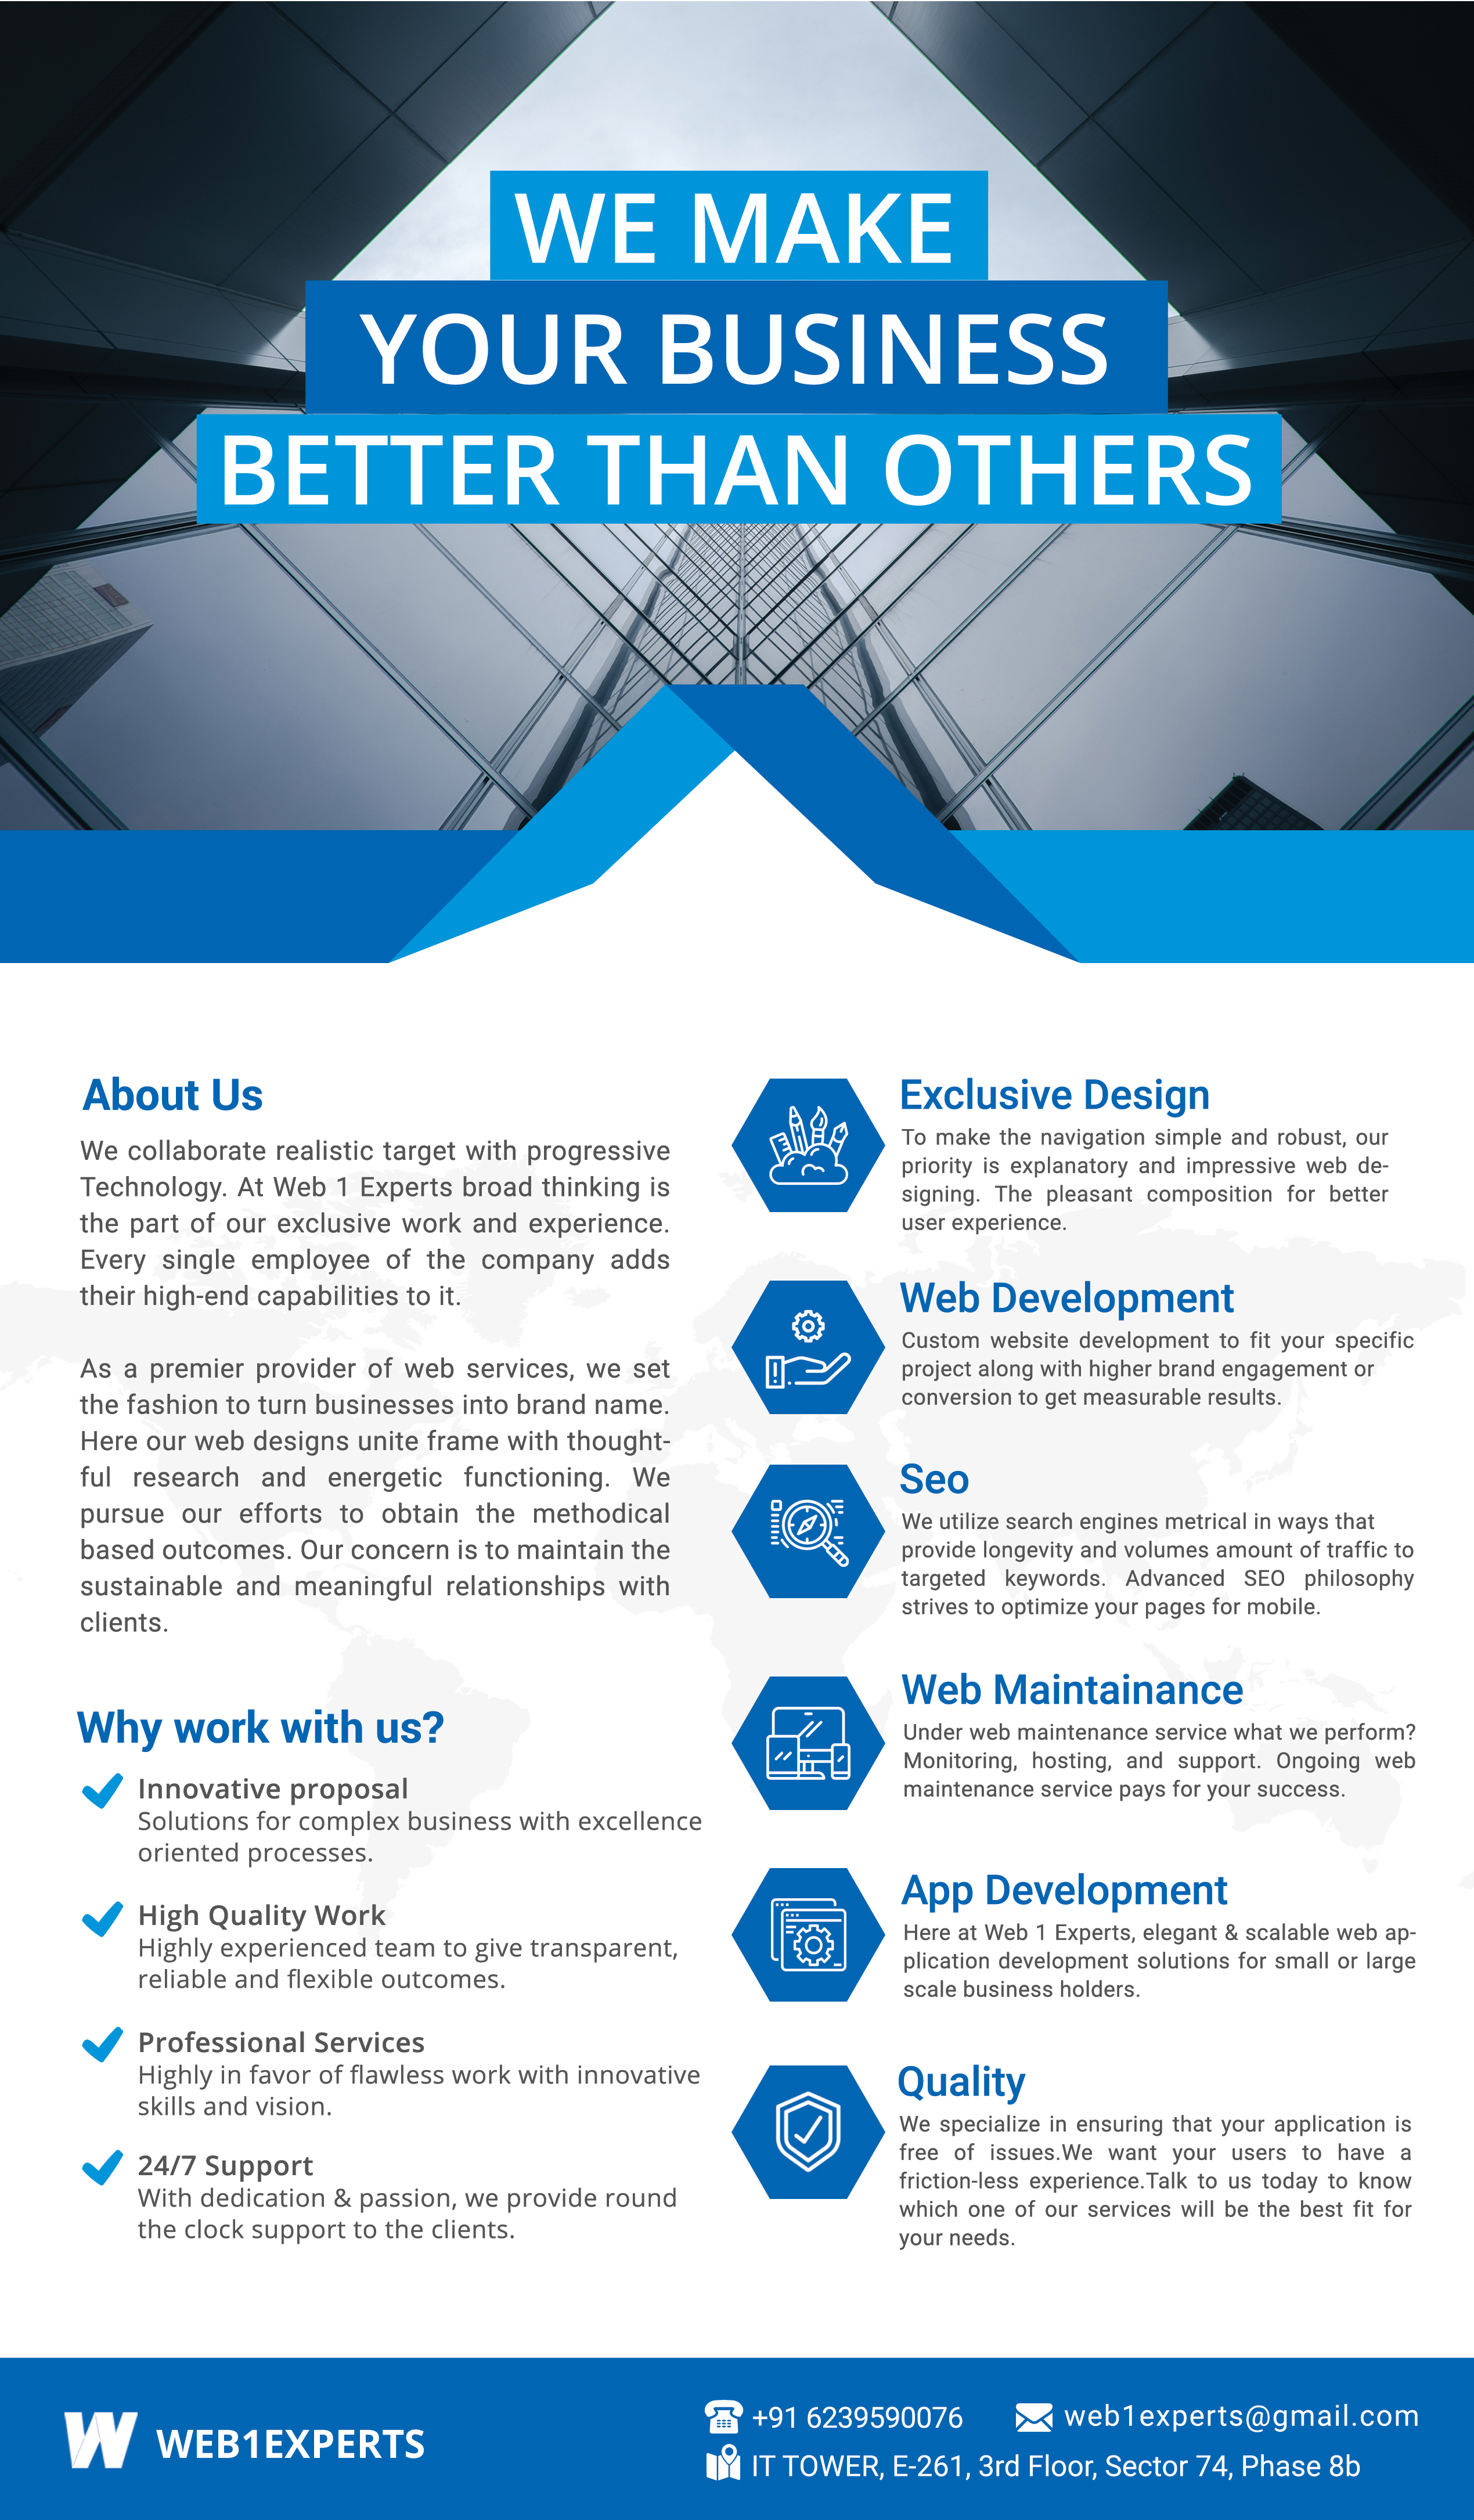 WE MAKE
YOUR BUSINESS
BETTER THAN OTHERS
About Us
We collaborate realistic target with progressive
Technology. At Web 1 Experts broad thinking is
the part of our exclusive work and experience.
Every single employee of the company adds
their high-end capabilities to it.
As a premier provider of web services, we set
the fashion to turn businesses into brand name.
Here our web designs unite frame with thought-
ful research and energetic functioning. We
pursue our efforts to obtain the methodical
based outcomes. Our concern is to maintain the
sustainable and meaningful relationships with
clients.
Why work with us?
Innovative proposal
Solutions for complex business with excellence
oriented processes.
High Quality Work
Highly experienced team to give transparent,
reliable and flexible outcomes.
Professional Services
Highly in favor of flawless work with innovative
skills and vision.
24/7 Support
With dedication & passion, we provide round
the clock support to the clients.
Exclusive Design
To make the navigation simple and robust, our
priority is explanatory and impressive web de-
signing. The pleasant composition for better
user experience.
Web Development
Custom website development to fit your specific
project along with higher brand engagement or
conversion to get measurable results.
Seo
We utilize search engines metrical in ways that
provide longevity and volumes amount of traffic to
targeted keywords. Advanced SEO philosophy
strives to optimize your pages for mobile.
Web Maintainance
Under web maintenance service what we perform?
Monitoring, hosting, and support. Ongoing web
maintenance service pays for your success.
App Development
Here at Web 1 Experts, elegant & scalable web ap-
plication development solutions for small or large
scale business holders.
Quality
We specialize in ensuring that your application is
free of issues.We want your users to have a
friction-less experience.Talk to us today to know
which one of our services will be the best fit for
your needs.
W WEB1EXPERTS
+91 6239590076
web1experts@gmail.com
IT TOWER, E-261, 3rd Floor, Sector 74, Phase 8b